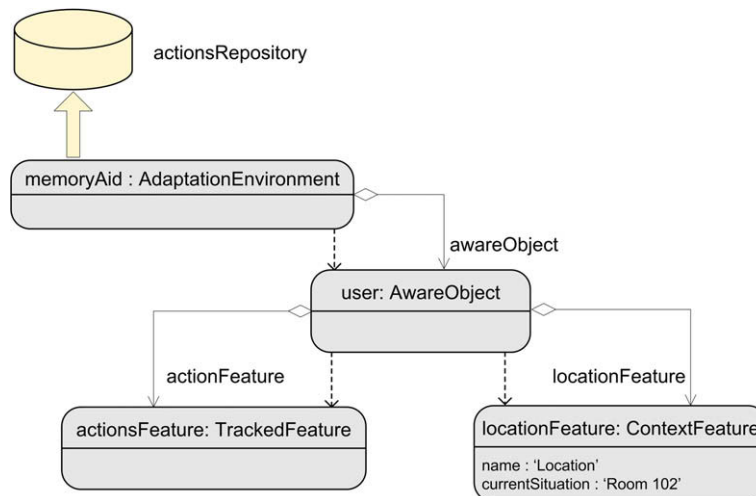 actionsRepository
memoryAid : AdaptationEnvironment
awareObject
user: AwareObject
actionFeature
locationFeature
actionsFeature: TrackedFeature
locationFeature: ContextFeature
name : ‘Location’
currentSituation : ‘Room 102’